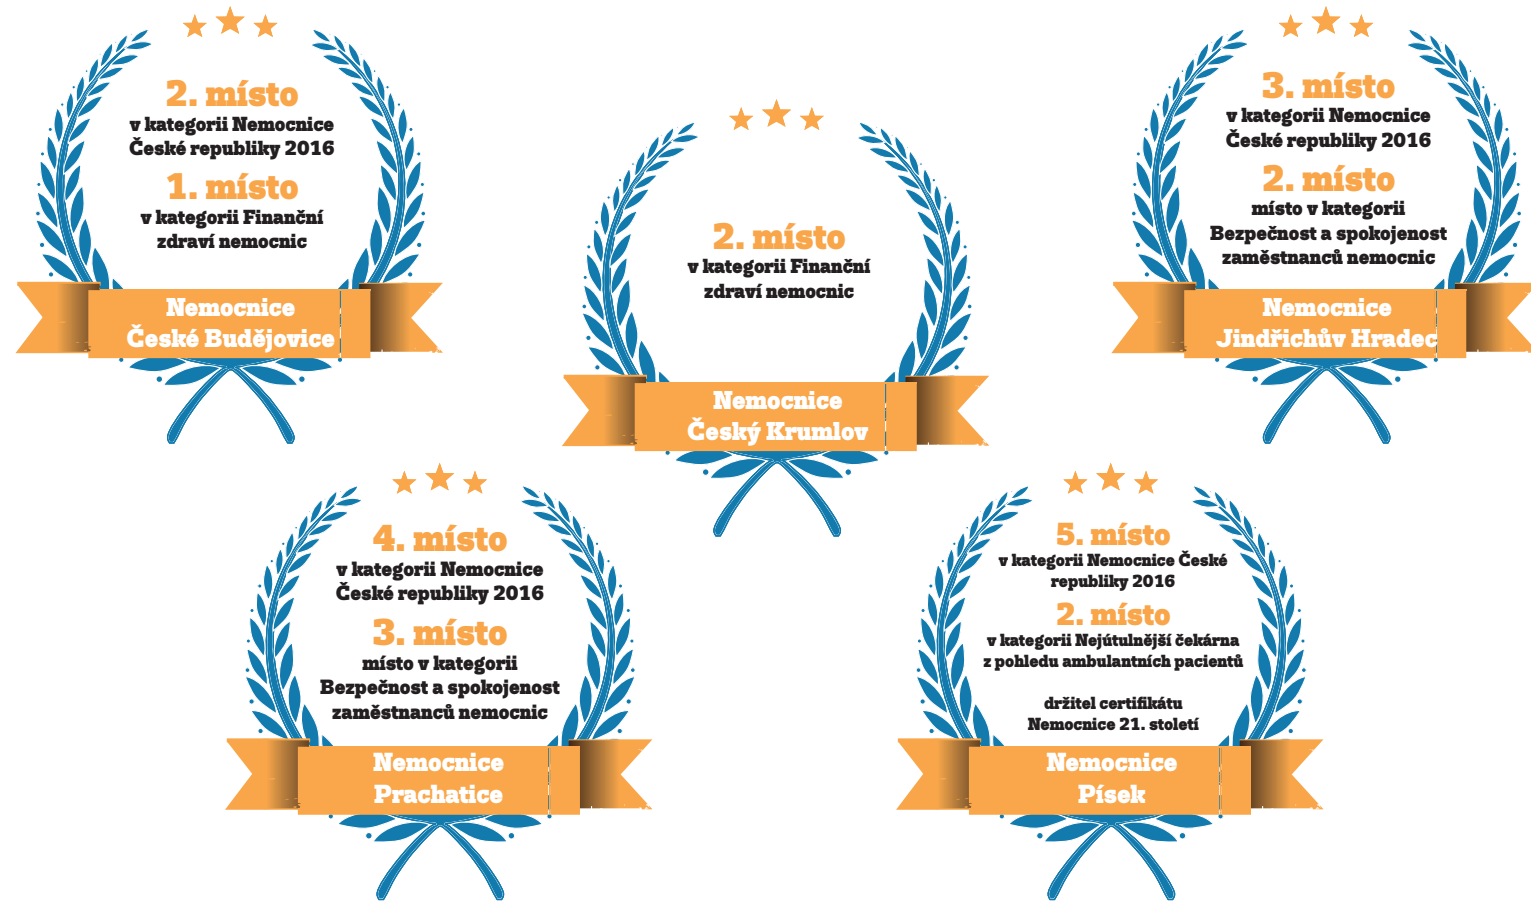 2. místo
v kategorii Nemocnice
České republiky 2016
1. místo
v kategorii Finanční
zdraví nemocnic
Nemocnice
České Budějovice
2. místo
v kategorii Finanční
zdraví nemocnic
Nemocnice
Český Krumlov
3. místo
v kategorii Nemocnice
České republiky 2016
2. místo
místo v kategorii
Bezpečnost a spokojenost
zaměstnanců nemocnic
Nemocnice
Jindřichův Hradec
4. místo
v kategorii Nemocnice
České republiky 2016
3. místo
místo v kategorii
Bezpečnost a spokojenost
zaměstnanců nemocnic
Nemocnice
Prachatice
5. místo
v kategorii Nemocnice České
republiky 2016
2. místo
v kategorii Nejútulnější čekárna
z pohledu ambulantních pacientů
držitel certifikátu
Nemocnice 21. století
Nemocnice
Písek